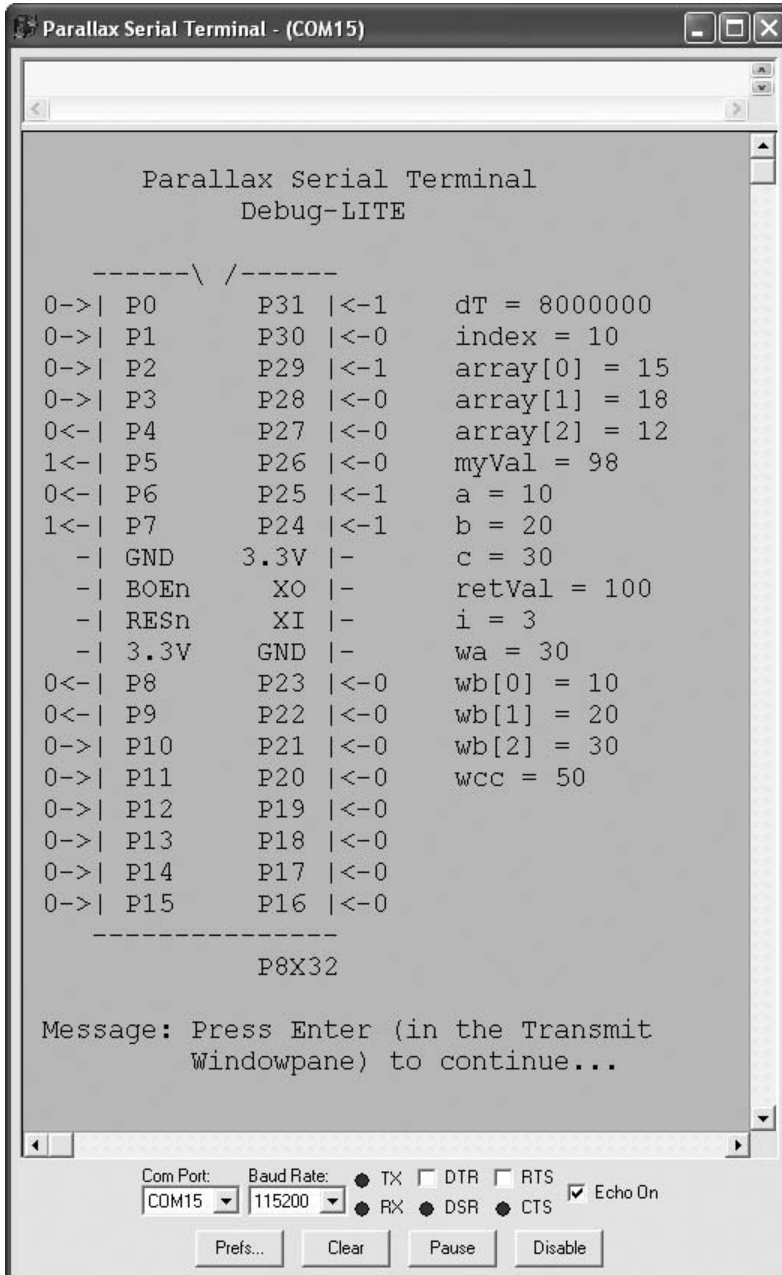 Parallax Serial Terminal - (COM15)
Parallax Serial Terminal
Debug-LITE
------\ /------
0->| P0 P31 |<-1 dT = 8000000
0->| P1 P30 |<-0 index = 10
0->| P2 P29 |<-1 array[0] = 15
0->| P3 P28 |<-0 array[1] = 18
0<-| P4 P27 |<-0 array[2] = 12
1<-| P5 P26 |<-0 myVal = 98
0<-| P6 P25 |<-1 a = 10
1<-| P7 P24 |<-1 b = 20
-| GND 3.3V |- c = 30
-| BOEn XO |- retVal = 100
-| RESn XI |- i = 3
-| 3.3V GND |- wa = 30
0<-| P8 P23 |<-0 wb[0] = 10
0<-| P9 P22 |<-0 wb[1] = 20
0->| P10 P21 |<-0 wb[2] = 30
0->| P11 P20 |<-0 wcc = 50
0->| P12 P19 |<-0
0->| P13 P18 |<-0
0->| P14 P17 |<-0
0->| P15 P16 |<-0
---------------
P8X32
Message: Press Enter (in the Transmit
Windowpane) to continue...
Com Port: Baud Rate: TX DTR RTS
COM15 115200 RX DSR CTS Echo On
Prefs... Clear Pause Disable